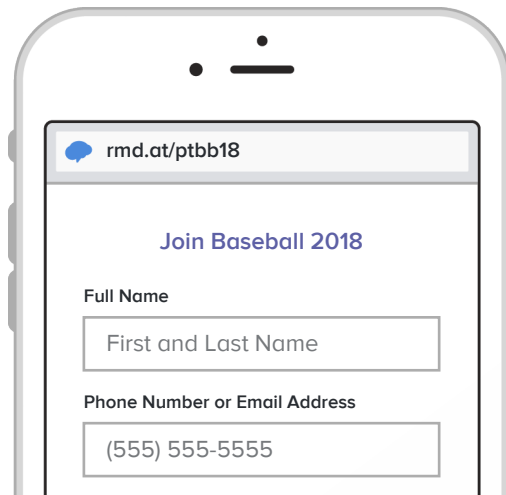 rmd.at/ptbb18
Join Baseball 2018
Full Name
First and Last Name
Phone Number or Email Address
(555) 555-5555